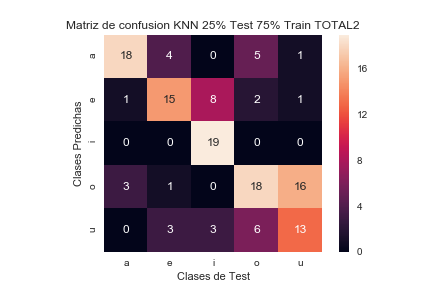 Matriz de confusion KNN 25% Test 75% Train TOTAL2
Clases Predichas
a 18 4 0 5 1
e 1 15 8 2 1
i 0 0 19 0 0
o 3 1 0 18 16
u 0 3 3 6 13
a e i o u
Clases de Test
16
12
8
4
0